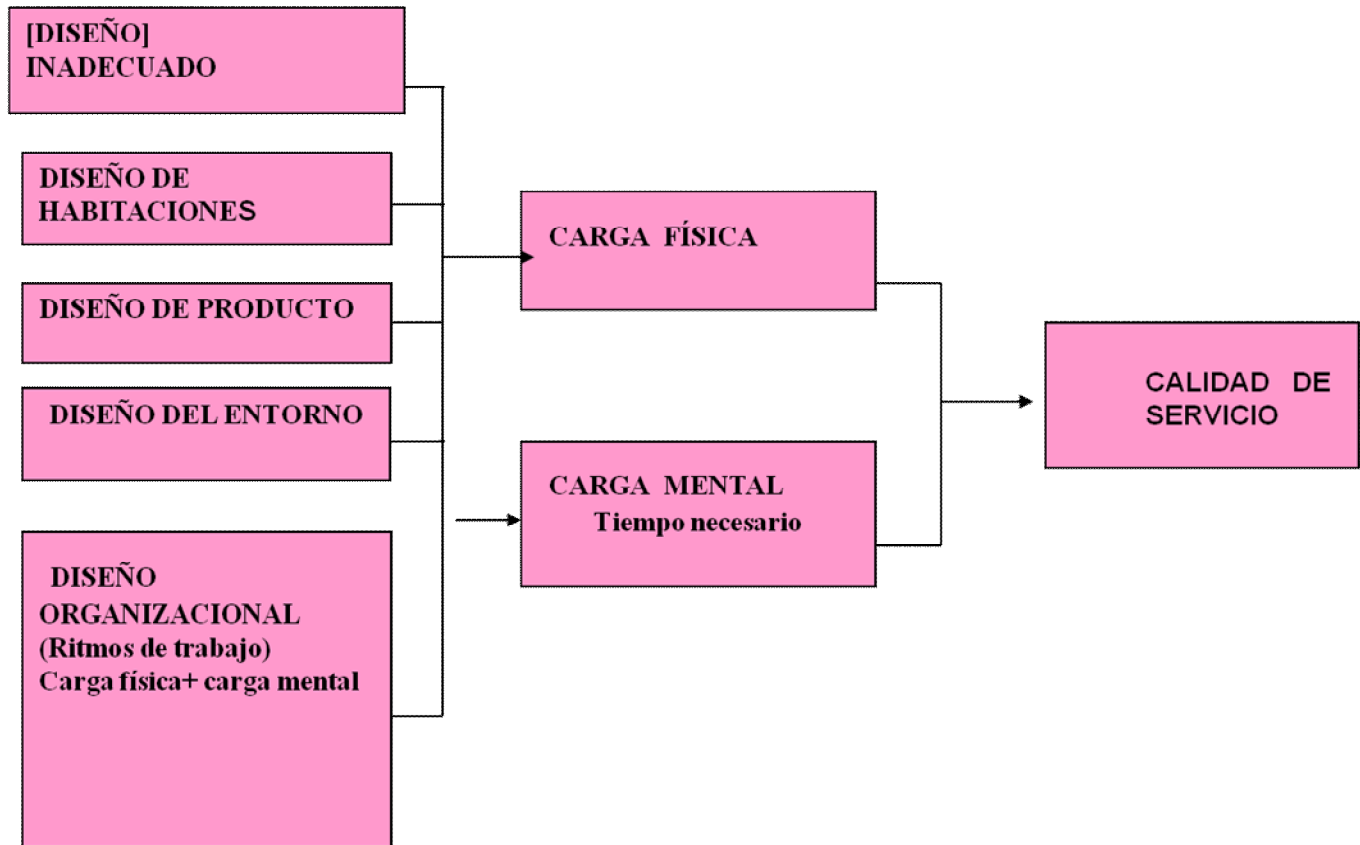 [DISEÑO]
INADECUADO
DISEÑO DE
HABITACIONES
DISEÑO DE PRODUCTO
DISEÑO DEL ENTORNO
DISEÑO
ORGANIZACIONAL
(Ritmos de trabajo)
Carga física+ carga mental
CARGA FÍSICA
CARGA MENTAL
Tiempo necesario
CALIDAD DE
SERVICIO